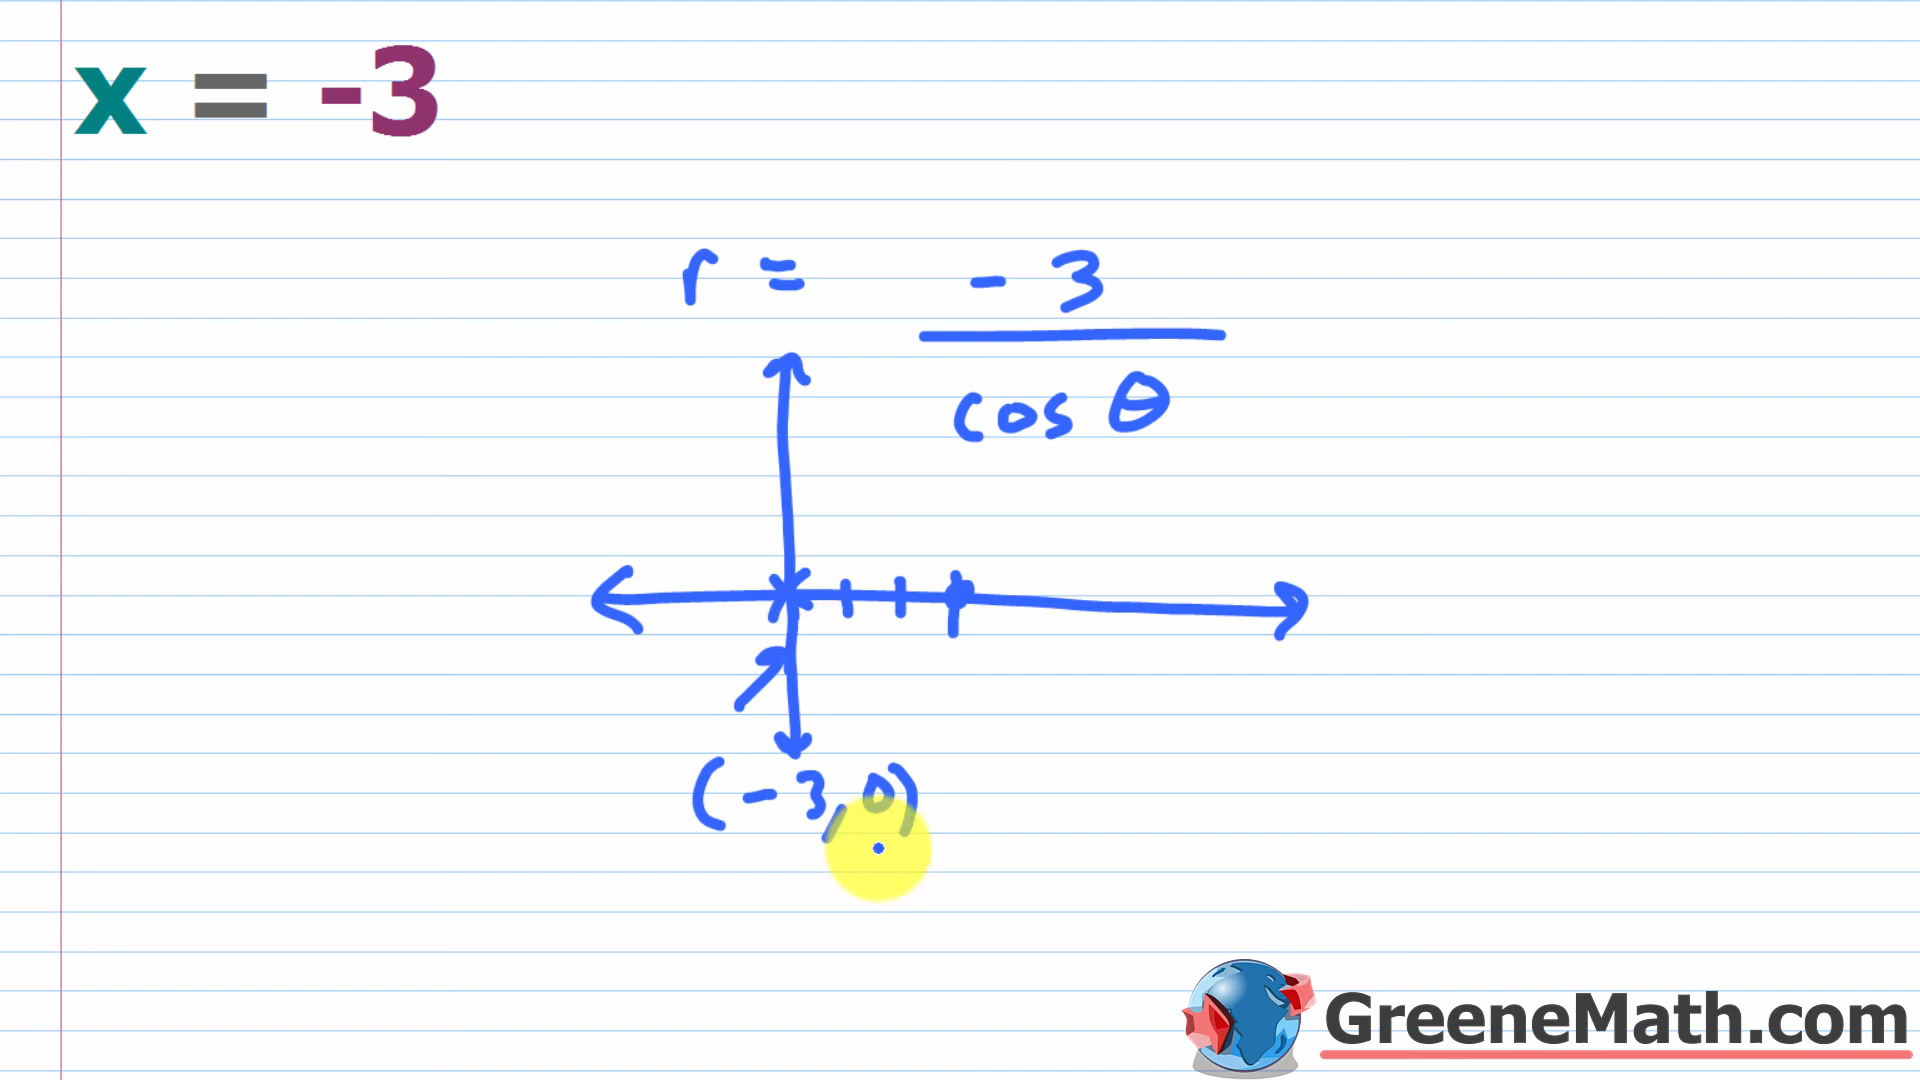 x = -3
r = -3
cos θ
(-3, 0)
GreeneMath.com